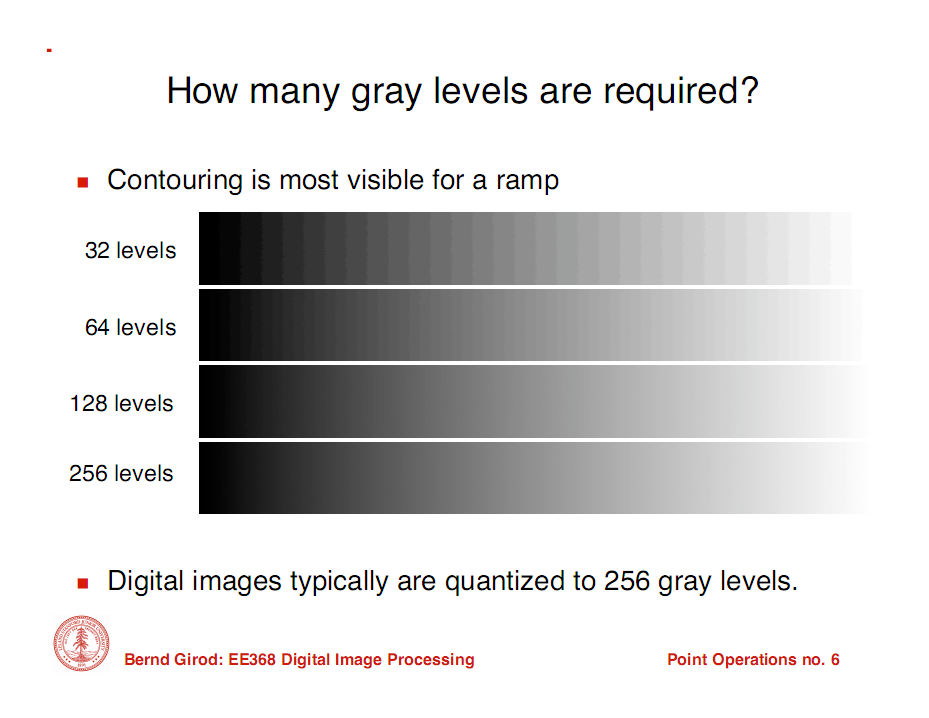 How many gray levels are required?
Contouring is most visible for a ramp
32 levels
64 levels
128 levels
256 levels
Digital images typically are quantized to 256 gray levels.
Bernd Girod: EE368 Digital Image Processing
Point Operations no. 6